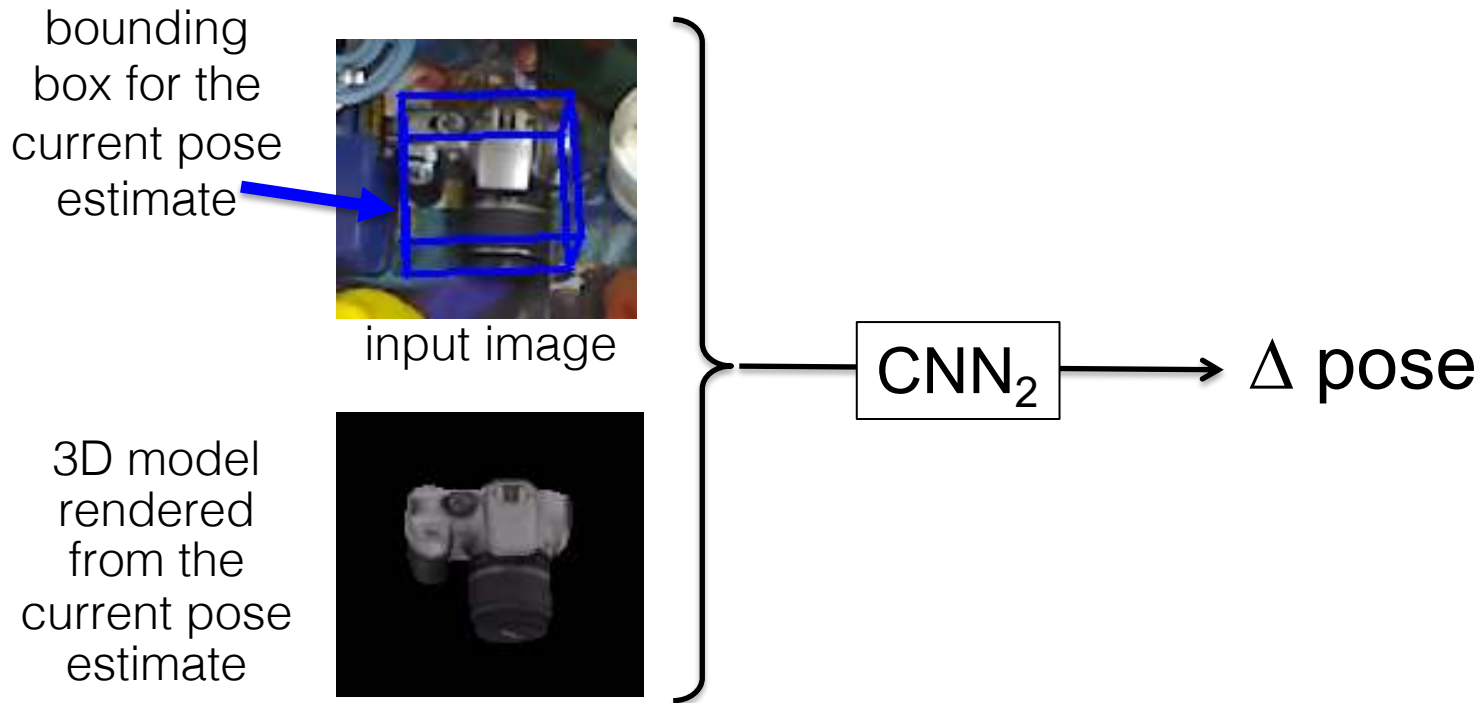 bounding
box for the
current pose
estimate
input image
3D model
rendered
from the
current pose
estimate
CNN₂
Δ pose